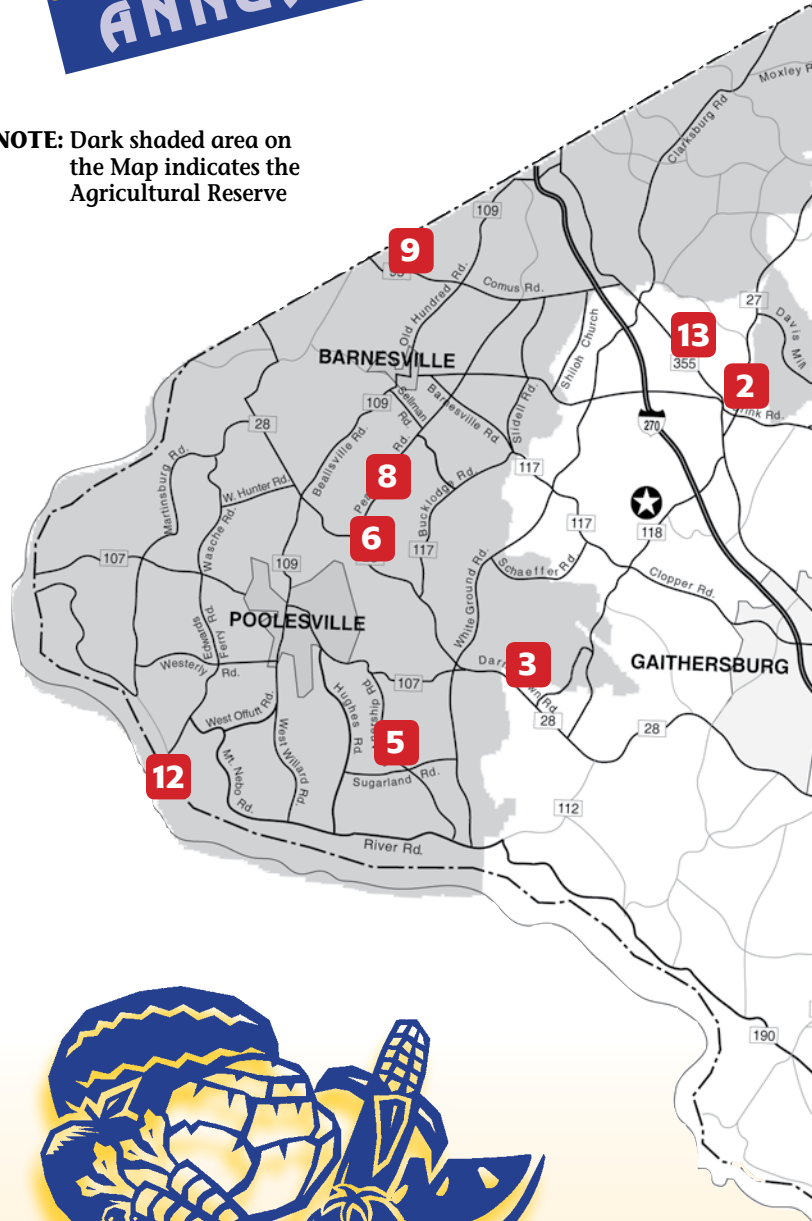 NOTE: Dark shaded area on
the Map indicates the
Agricultural Reserve
Clarksburg Rd
109
9
Old Hundred Rd.
Comus Rd.
27
Shiloh Church
13
355
BARNESVILLE
2
109
Sellman
Rd.
Barnesville Rd
Slidell Rd.
Rd.
28
270
Beallsville Rd.
Rd.
117
Martinsburg Rd.
8
Bucklodge Rd.
W. Hunter Rd.
Wasche Rd.
117
118
6
117
107
109
White Ground Rd.
Schaeffer Rd.
Clopper Rd.
Edwards
Ferry Rd.
POOLESVILLE
3
GAITHERSBURG
Westerly Rd.
107
Rd
Hughes Rd.
West Offutt Rd.
28
28
West Willard Rd.
5
Mt. Nebo Rd.
12
Sugarland Rd.
112
River Rd.
190